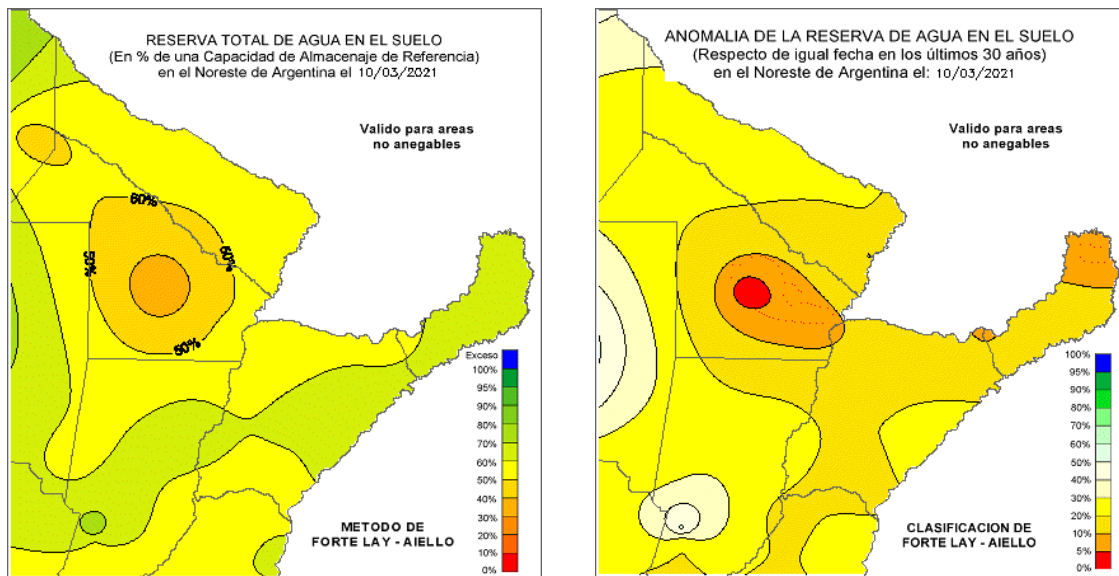 RESERVA TOTAL DE AGUA EN EL SUELO
(En % de una Capacidad de Almacenaje de Referencia)
en el Noreste de Argentina el 10/03/2021
Valido para areas
no anegables
60%
50%
60%
50%
Exceso
100%
95%
90%
80%
70%
60%
50%
40%
30%
20%
10%
0%
METODO DE
FORTE LAY - AIELLO
ANOMALIA DE LA RESERVA DE AGUA EN EL SUELO
(Respecto de igual fecha en los últimos 30 años)
en el Noreste de Argentina el: 10/03/2021
Valido para areas
no anegables
100%
95%
90%
80%
70%
60%
50%
40%
30%
20%
10%
5%
0%
CLASIFICACION DE
FORTE LAY - AIELLO